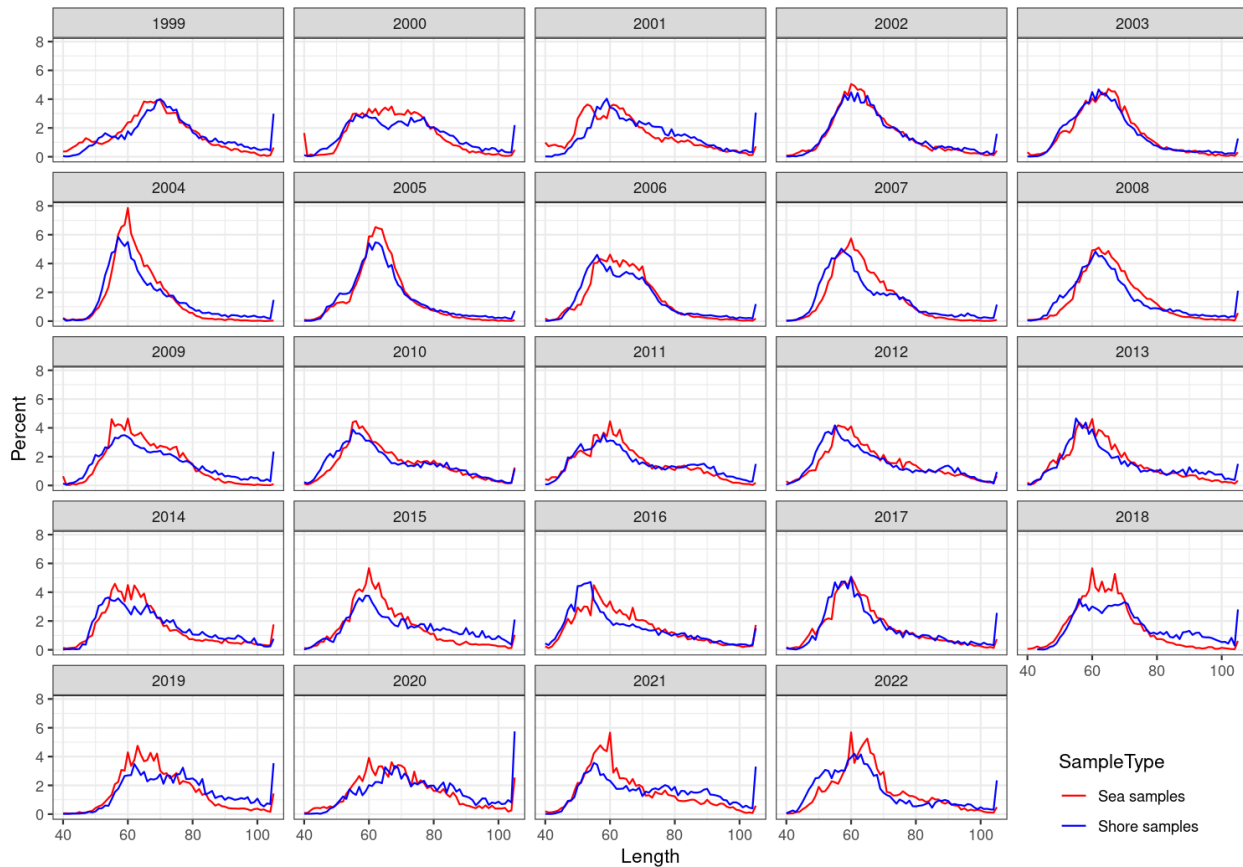 1999 2000 2001 2002 2003
8
6
4
2
0
2004 2005 2006 2007 2008
8
6
4
2
0
2009 2010 2011 2012 2013
8
6
4
2
0
2014 2015 2016 2017 2018
8
6
4
2
0
40 60 80 100
2019 2020 2021 2022
8
6
4
2
0
40 60 80 100 40 60 80 100 40 60 80 100 40 60 80 100
Percent
Length
SampleType
Sea samples
Shore samples